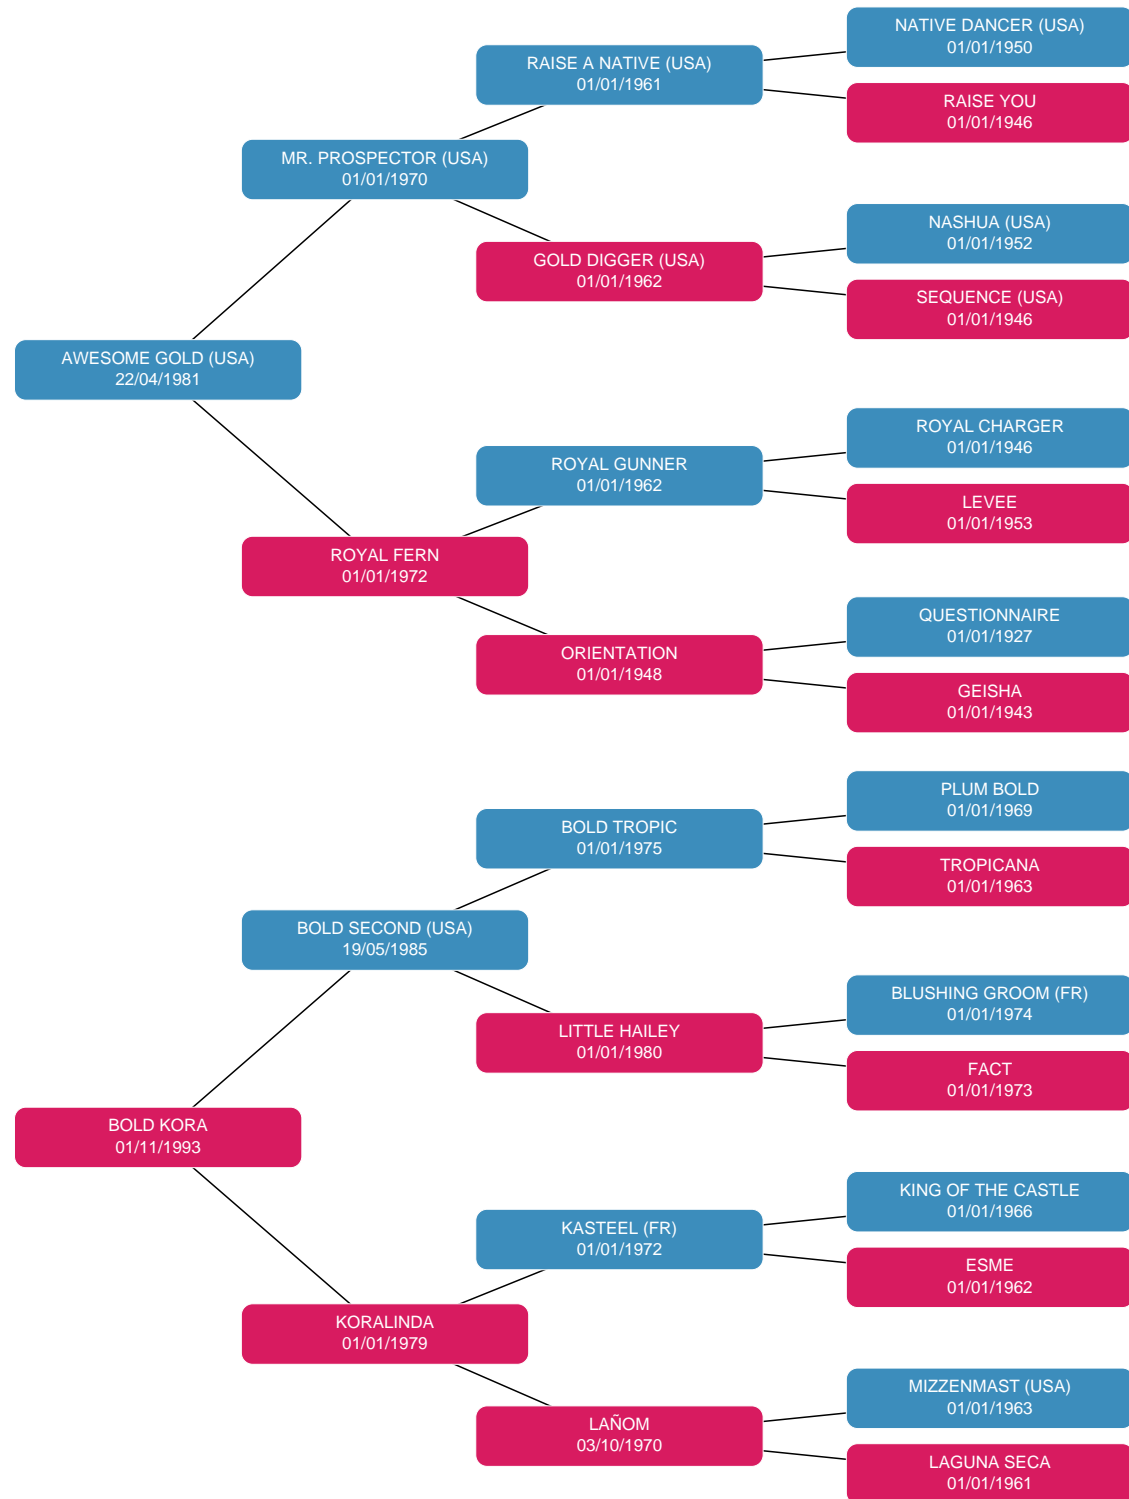 NATIVE DANCER (USA)
01/01/1950
RAISE A NATIVE (USA)
01/01/1961
RAISE YOU
01/01/1946
MR. PROSPECTOR (USA)
01/01/1970
NASHUA (USA)
01/01/1952
GOLD DIGGER (USA)
01/01/1962
SEQUENCE (USA)
01/01/1946
AWESOME GOLD (USA)
22/04/1981
ROYAL CHARGER
01/01/1946
ROYAL GUNNER
01/01/1962
LEVEE
01/01/1953
ROYAL FERN
01/01/1972
QUESTIONNAIRE
01/01/1927
ORIENTATION
01/01/1948
GEISHA
01/01/1943
PLUM BOLD
01/01/1969
BOLD TROPIC
01/01/1975
TROPICANA
01/01/1963
BOLD SECOND (USA)
19/05/1985
BLUSHING GROOM (FR)
01/01/1974
LITTLE HAILEY
01/01/1980
FACT
01/01/1973
BOLD KORA
01/11/1993
KING OF THE CASTLE
01/01/1966
KASTEEL (FR)
01/01/1972
ESME
01/01/1962
KORALINDA
01/01/1979
MIZZENMAST (USA)
01/01/1963
LAÑOM
03/10/1970
LAGUNA SECA
01/01/1961